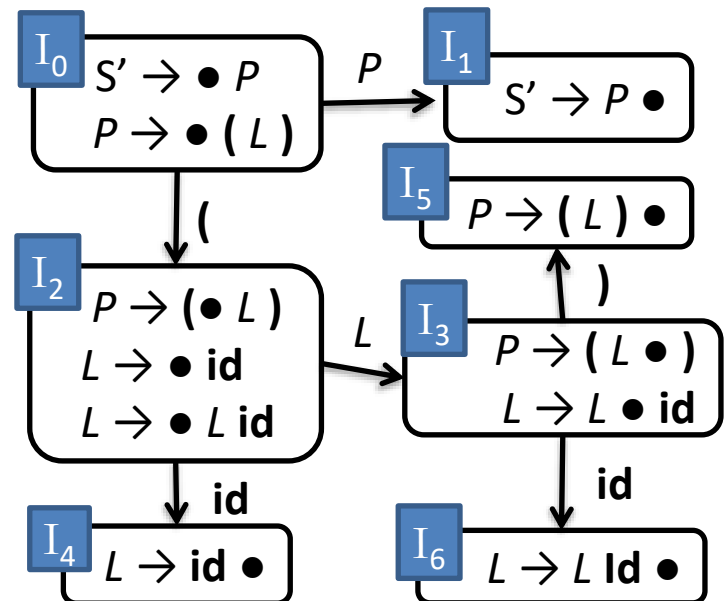 I₀
S’ → ● P
P → ● ( L )
P
I₁
S’ → P ●
(
I₅
P → ( L ) ●
I₂
P → (● L )
L → ● id
L → ● L id
L
)
I₃
P → ( L ● )
L → L ● id
id
id
I₄
L → id ●
I₆
L → L Id ●